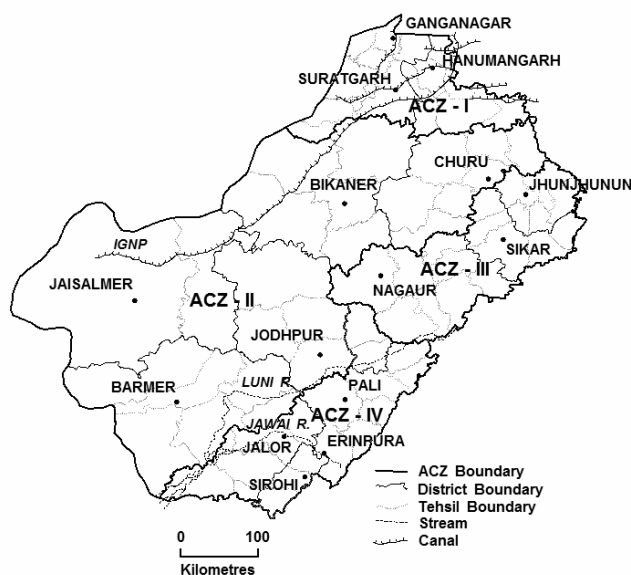 GANGANAGAR
HANUMANGARH
SURATGARH
ACZ - I
CHURU
BIKANER
JHUNJHUNUN
IGNP
SIKAR
JAISALMER
ACZ - III
NAGAUR
ACZ - II
JODHPUR
BARMER
LUNI R.
PALI
ACZ - IV
JAWAI R.
JALOR
ERINPURA
SIROHI
ACZ Boundary
District Boundary
Tehsil Boundary
Stream
Canal
0 100
Kilometres